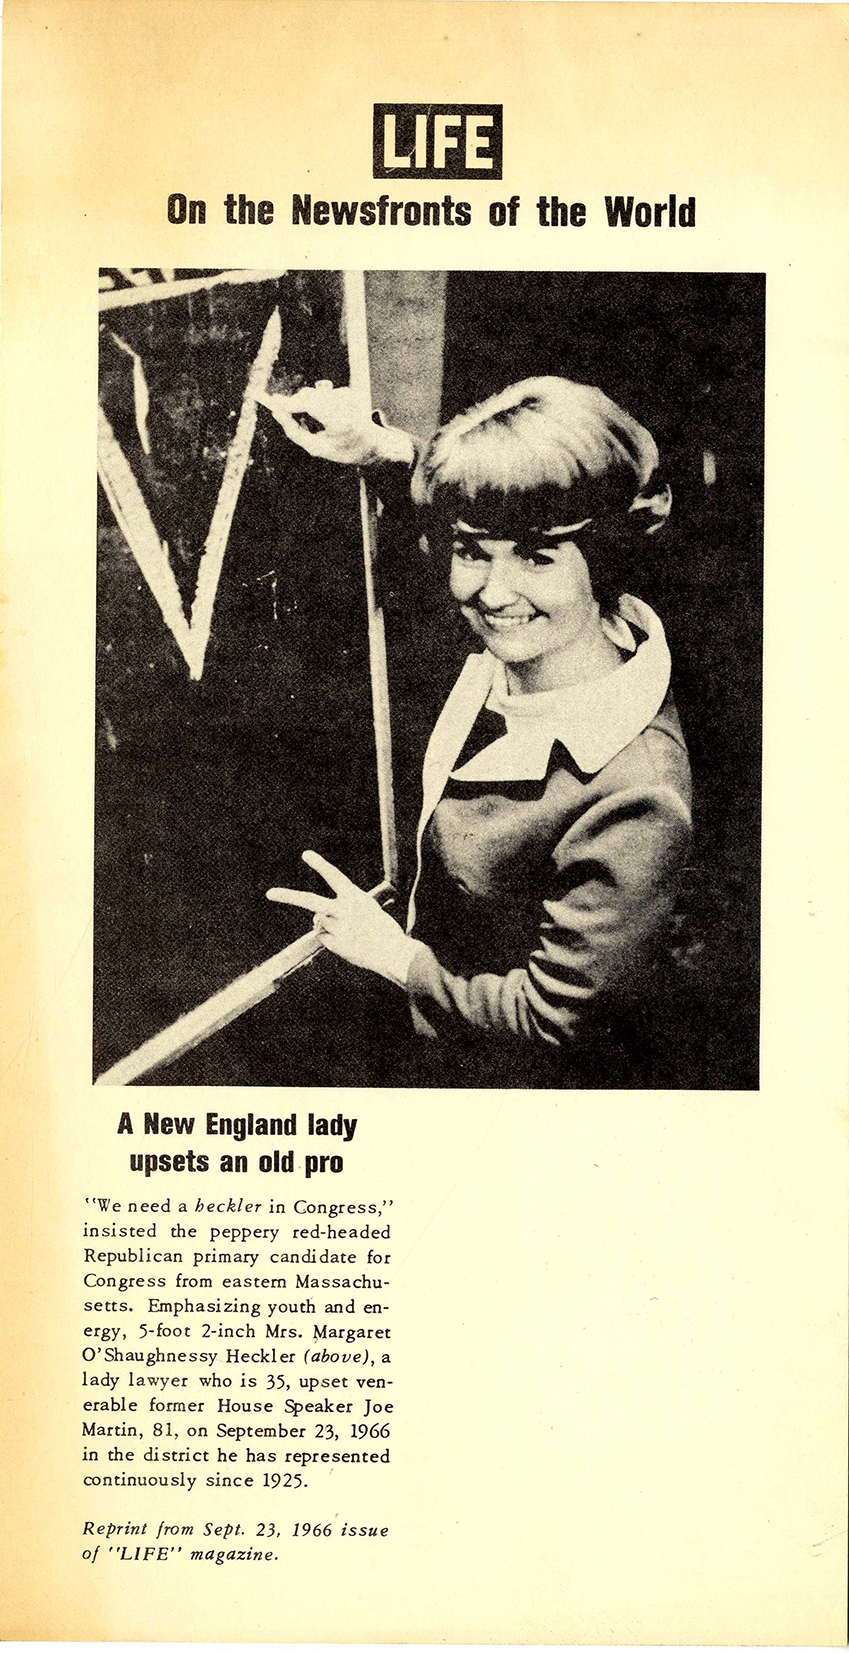 LIFE
On the Newsfronts of the World
V
A New England lady
upsets an old pro
"We need a heckler in Congress,"
insisted the peppery red-headed
Republican primary candidate for
Congress from eastern Massachu-
setts. Emphasizing youth and en-
ergy, 5-foot 2-inch Mrs. Margaret
O'Shaughnessy Heckler (above), a
lady lawyer who is 35, upset ven-
erable former House Speaker Joe
Martin, 81, on September 23, 1966
in the district he has represented
continuously since 1925.
Reprint from Sept. 23, 1966 issue
of "LIFE" magazine.